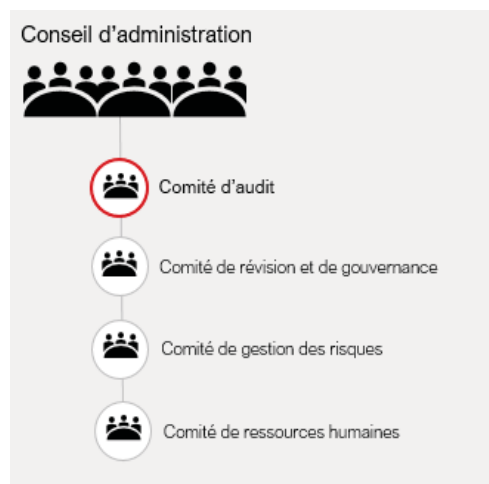 Conseil d'administration
Comité d'audit
Comité de révision et de gouvernance
Comité de gestion des risques
Comité de ressources humaines